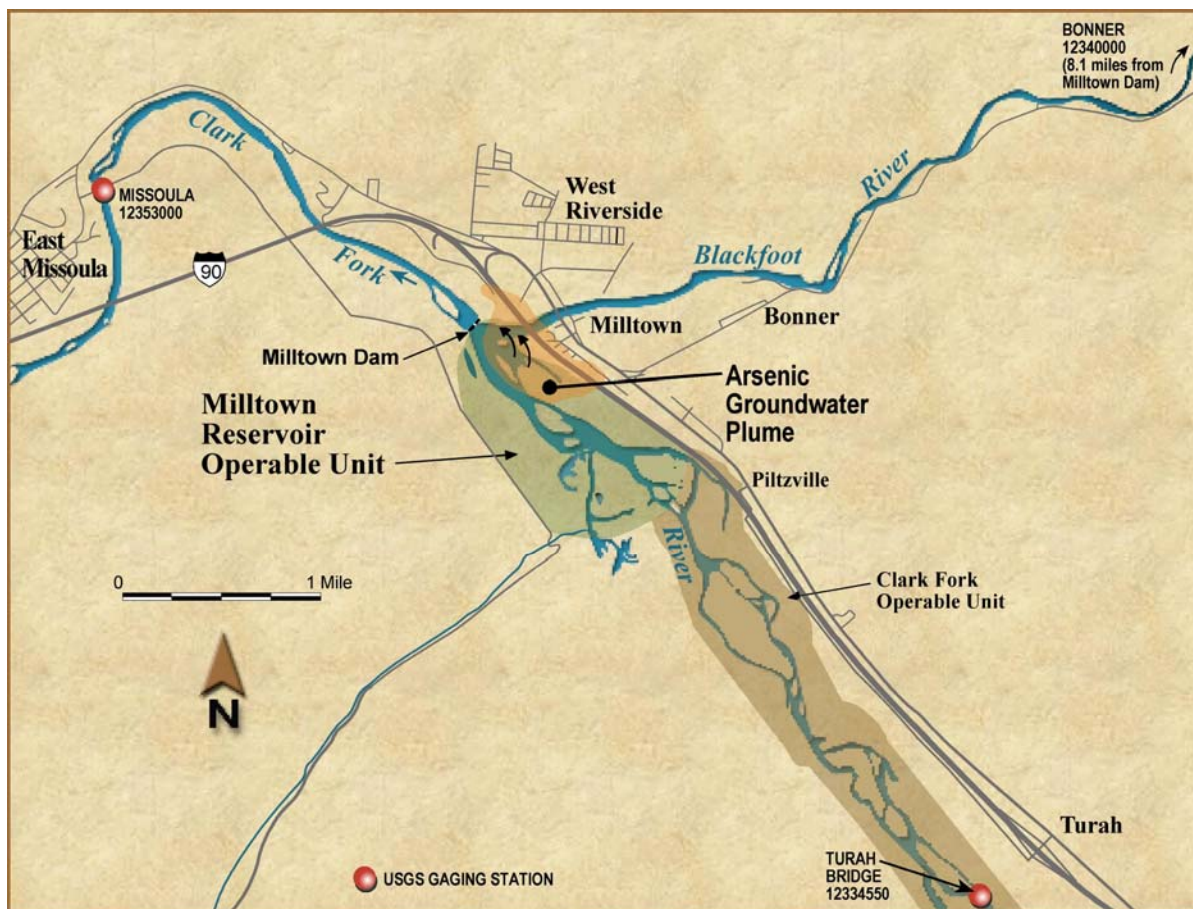 BONNER
12340000
(8.1 miles from
Milltown Dam)
Clark
MISSOULA
12353000
West
Riverside
River
East
Missoula
90
Fork
Blackfoot
Milltown
Bonner
Milltown Dam
Arsenic
Groundwater
Plume
Milltown
Reservoir
Operable Unit
Piltzville
River
0 1 Mile
Clark Fork
Operable Unit
N
Turah
TURAH
BRIDGE
12334550
USGS GAGING STATION